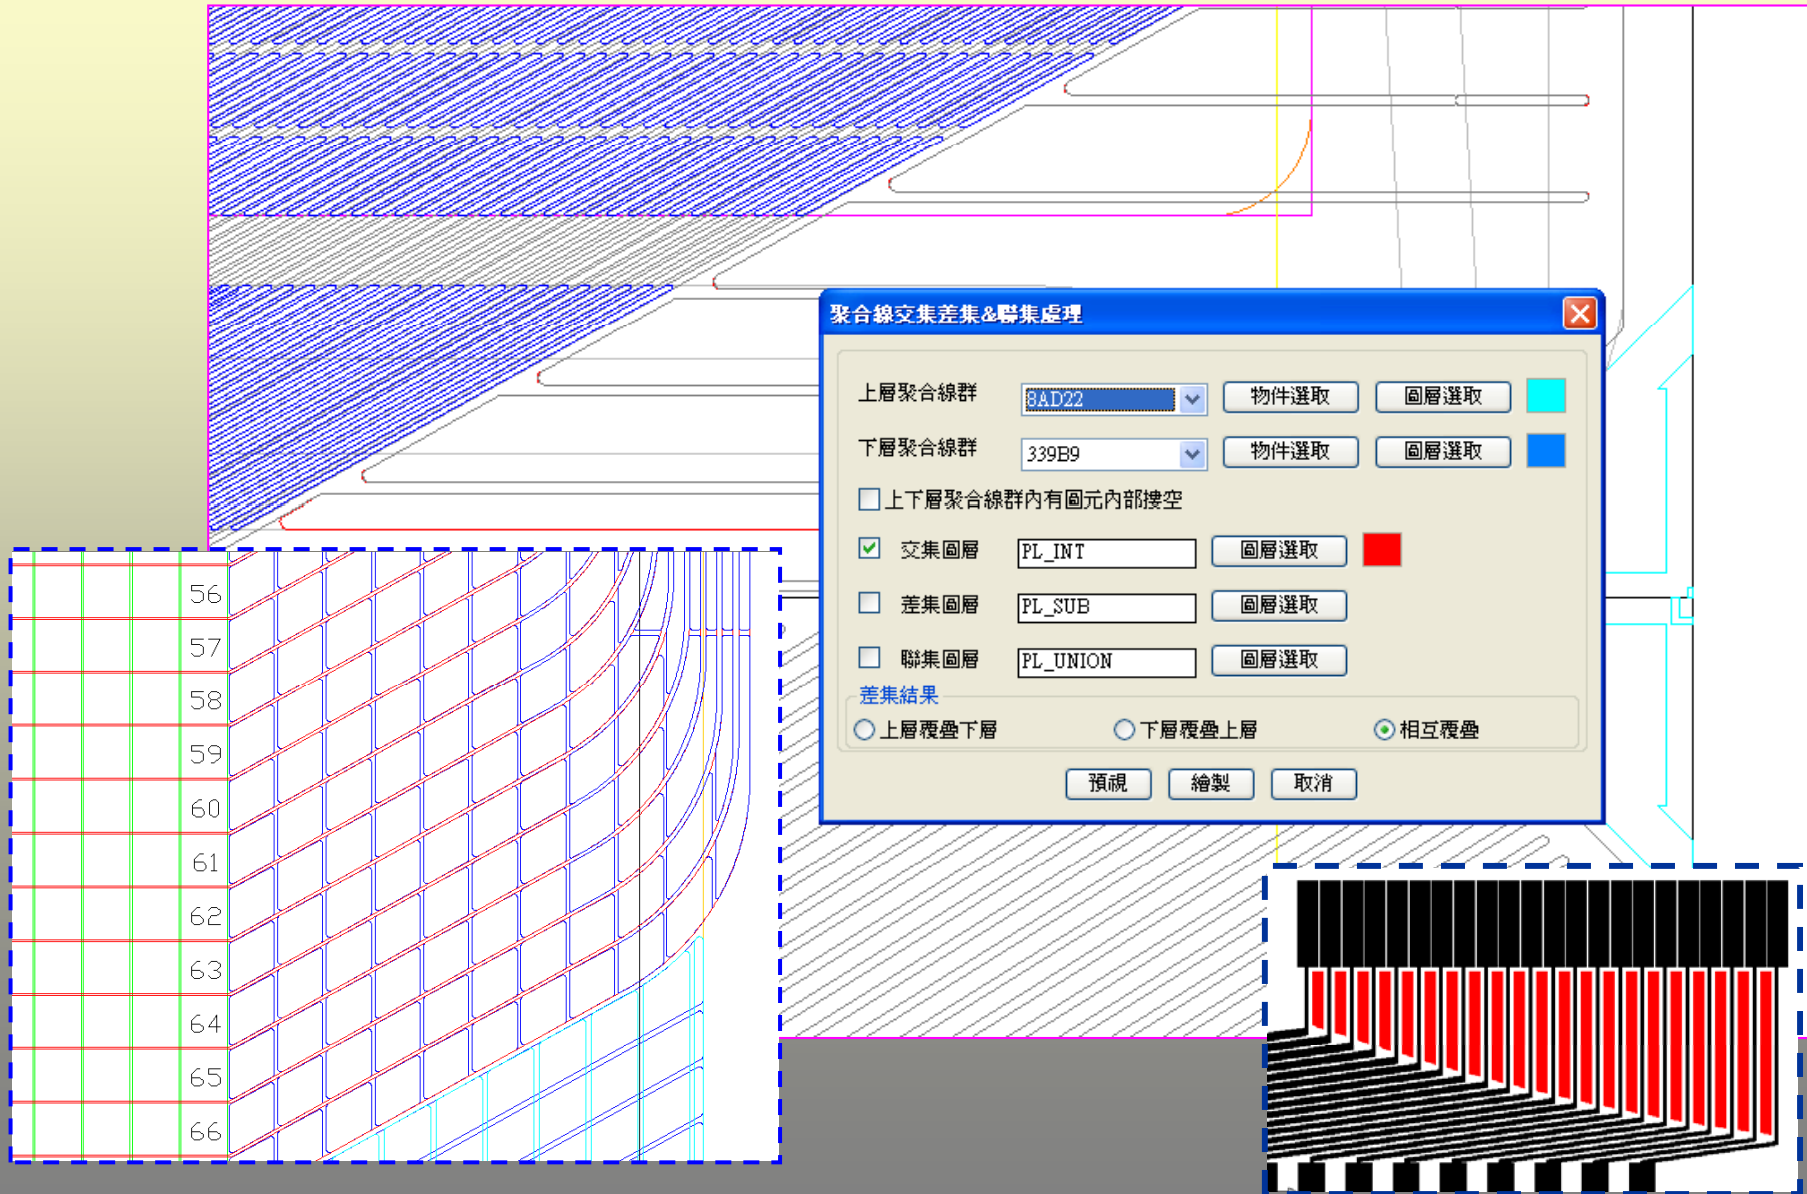 聚合線交集差集&聯集處理
上層聚合線群 8AD22 物件選取 圖層選取
下層聚合線群 339B9 物件選取 圖層選取
上下層聚合線群內有圖元內部摟空
交集圖層 PL_INT 圖層選取
差集圖層 PL_SUB 圖層選取
聯集圖層 PL_UNION 圖層選取
差集結果
上層覆疊下層 下層覆疊上層 相互覆疊
預視 繪製 取消
56
57
58
59
60
61
62
63
64
65
66